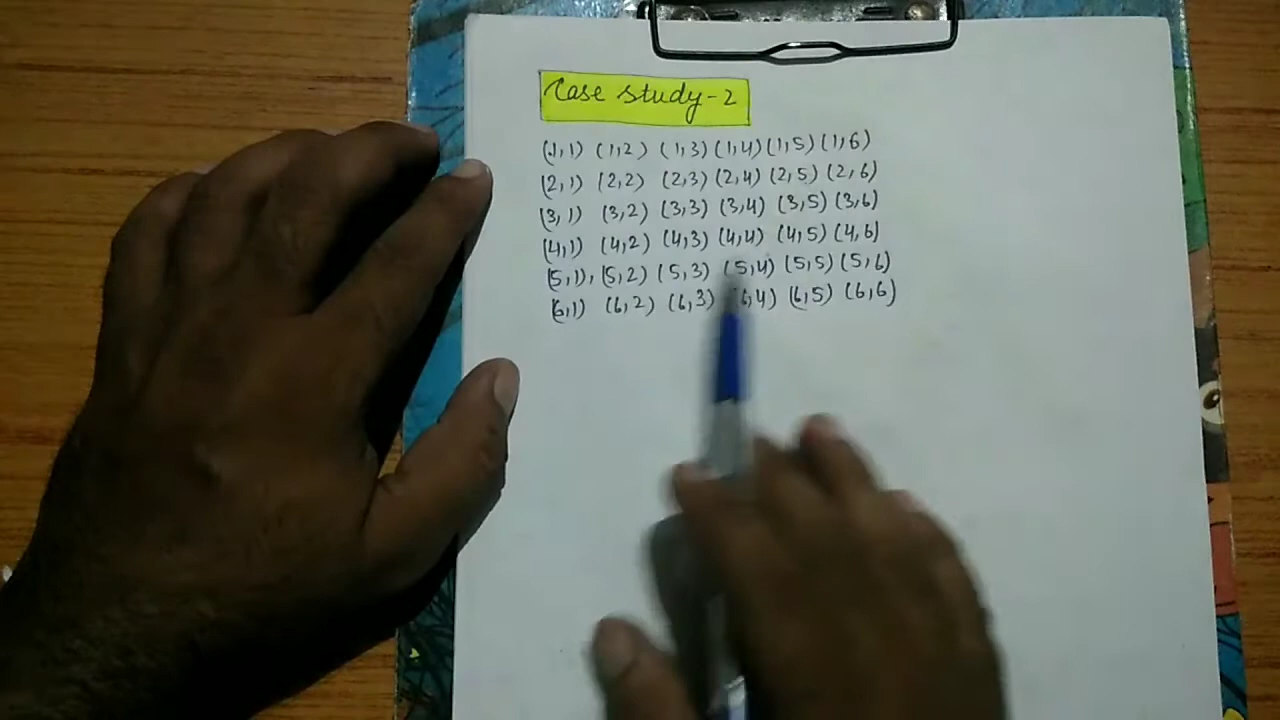 Case study-2
(1,1) (1,2) (1,3) (1,4) (1,5) (1,6)
(2,1) (2,2) (2,3) (2,4) (2,5) (2,6)
(3,1) (3,2) (3,3) (3,4) (3,5) (3,6)
(4,1) (4,2) (4,3) (4,4) (4,5) (4,6)
(5,1), (5,2) (5,3) (5,4) (5,5) (5,6)
(6,1) (6,2) (6,3) (6,4) (6,5) (6,6)